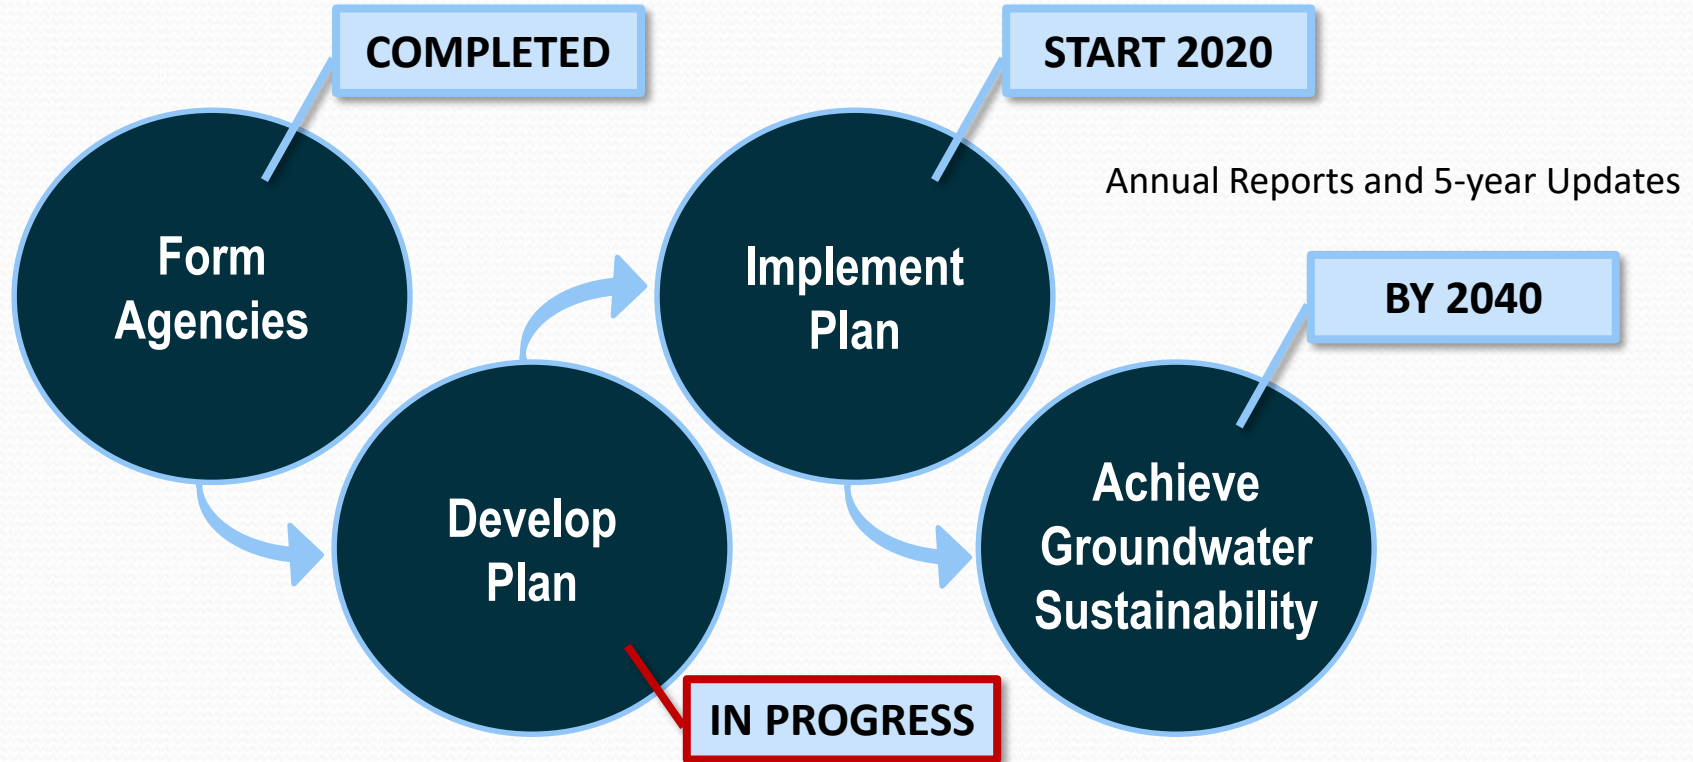 COMPLETED
Form
Agencies
Develop
Plan
IN PROGRESS
START 2020
Implement
Plan
Annual Reports and 5-year Updates
BY 2040
Achieve
Groundwater
Sustainability